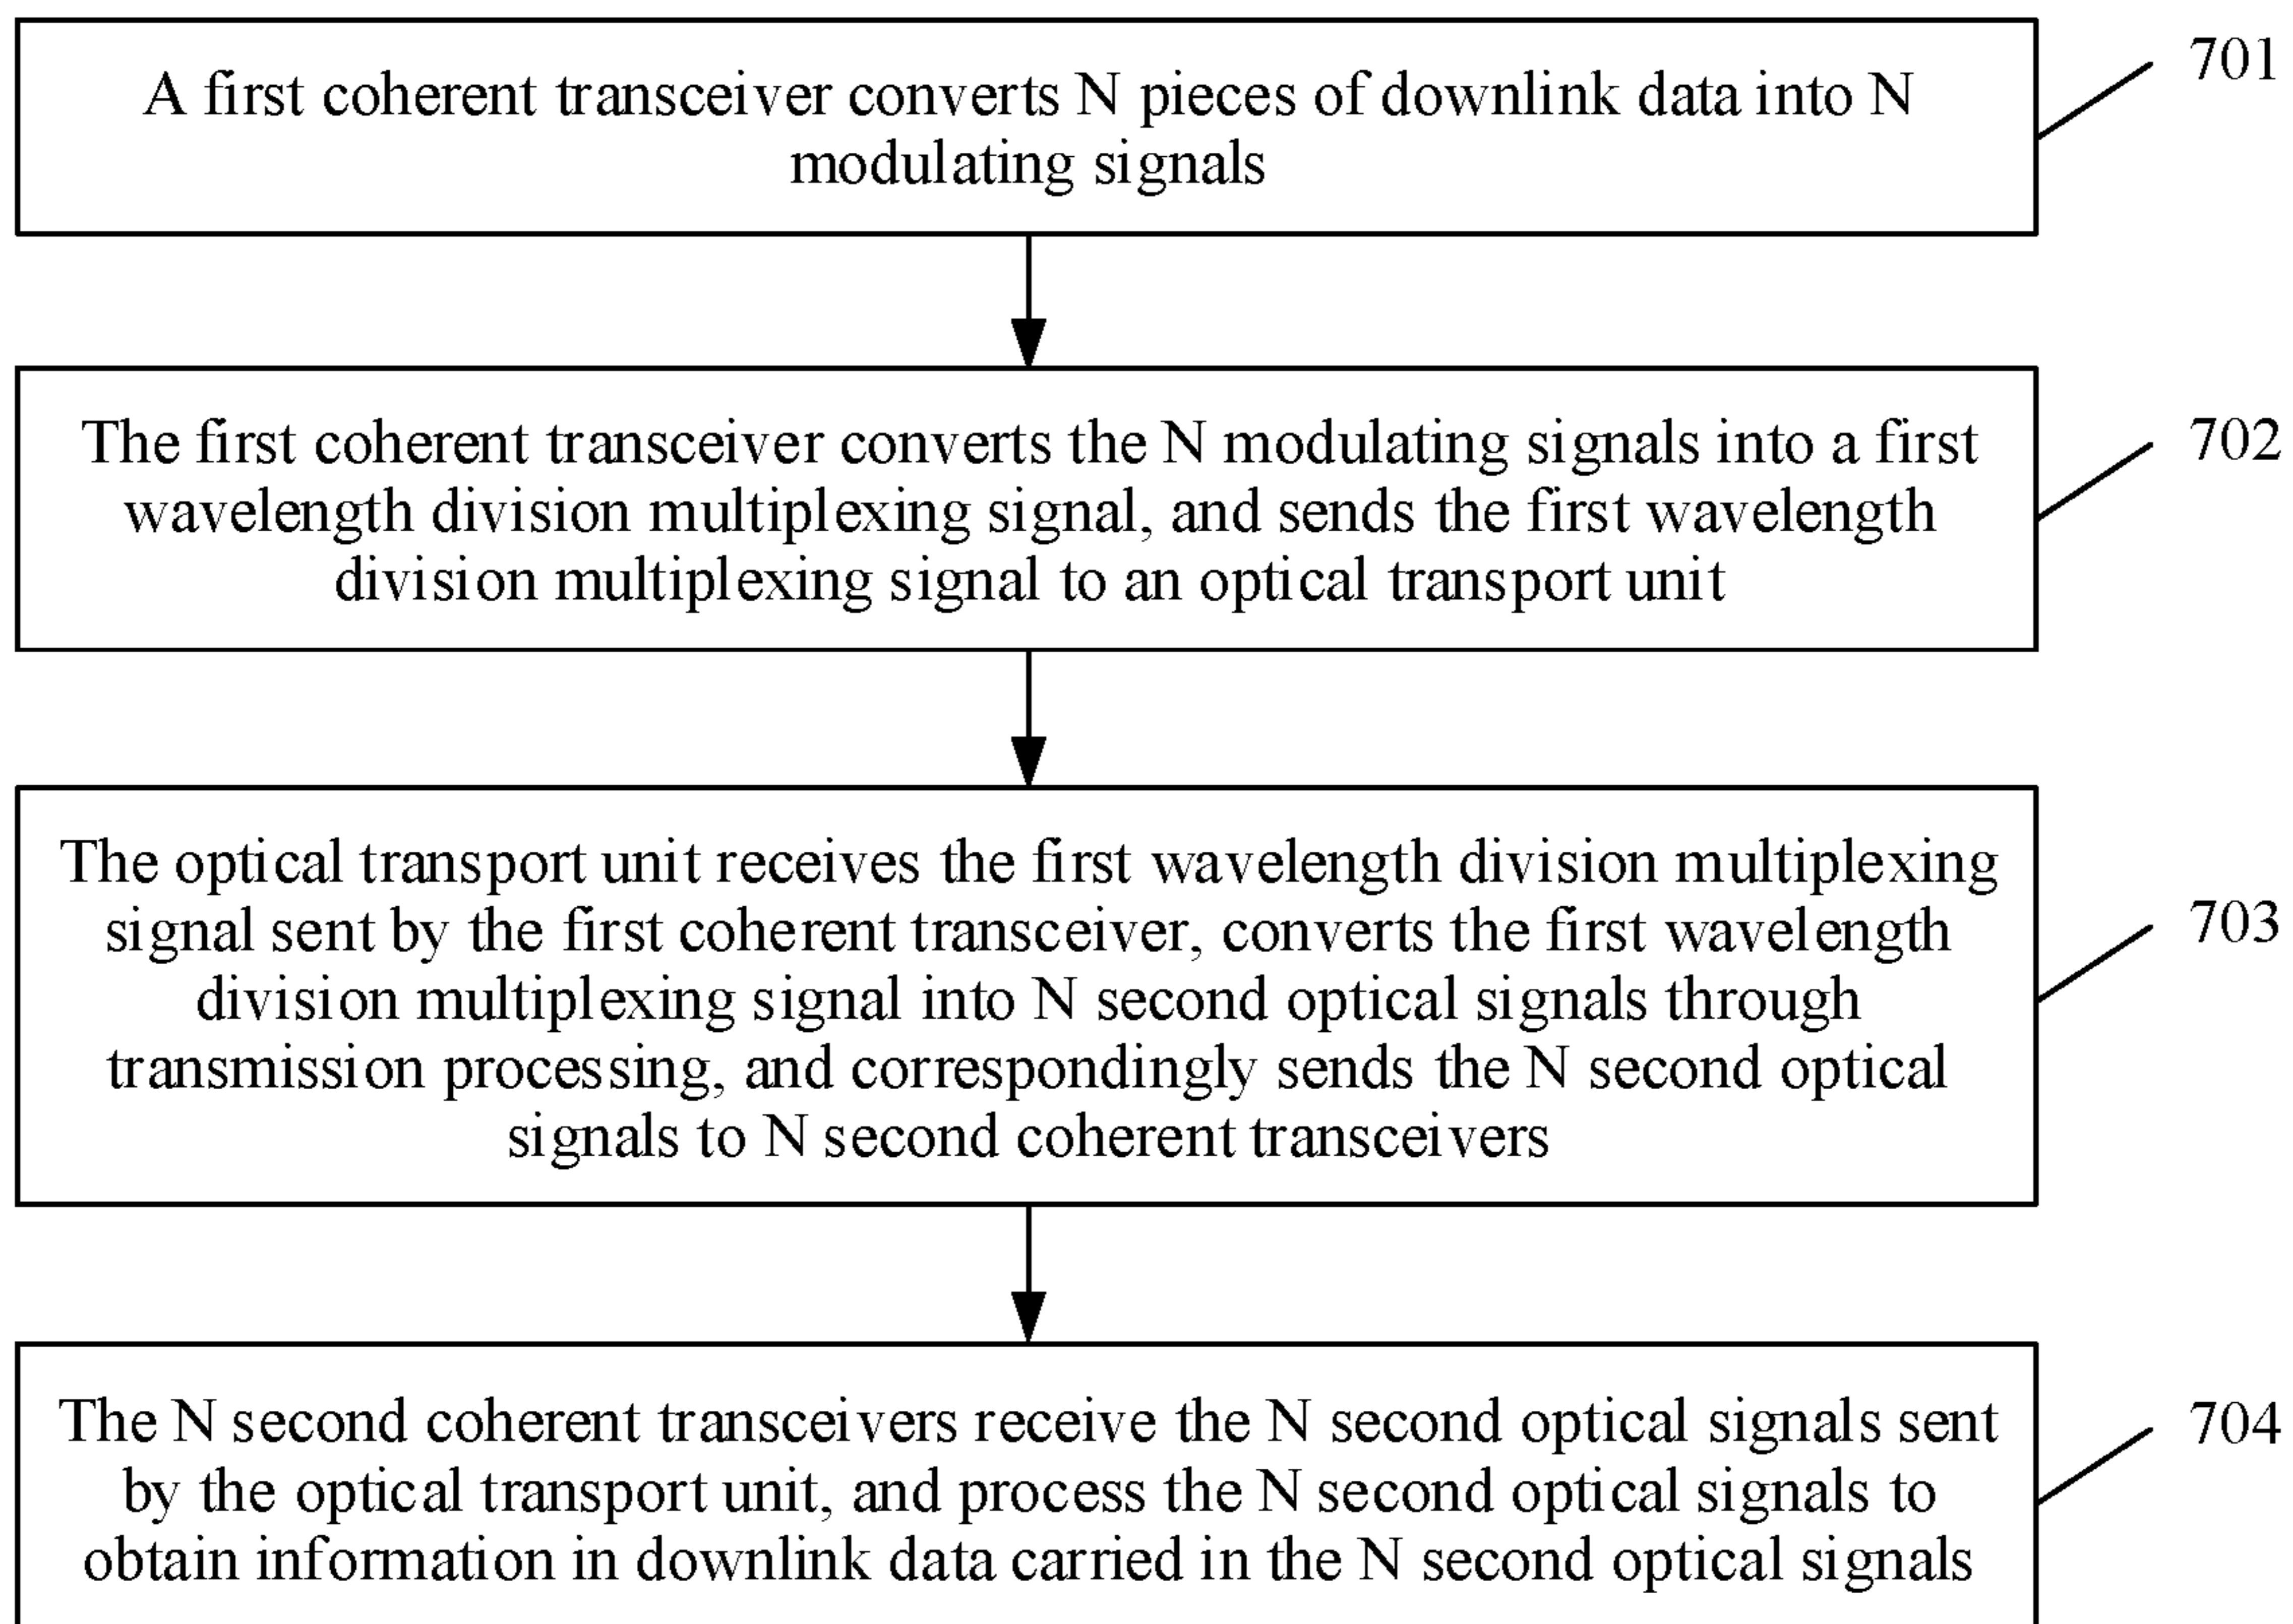 A first coherent transceiver converts N pieces of downlink data into N
modulating signals
701
The first coherent transceiver converts the N modulating signals into a first
wavelength division multiplexing signal, and sends the first wavelength
division multiplexing signal to an optical transport unit
702
The optical transport unit receives the first wavelength division multiplexing
signal sent by the first coherent transceiver, converts the first wavelength
division multiplexing signal into N second optical signals through
transmission processing, and correspondingly sends the N second optical
signals to N second coherent transceivers
703
The N second coherent transceivers receive the N second optical signals sent
by the optical transport unit, and process the N second optical signals to
obtain information in downlink data carried in the N second optical signals
704